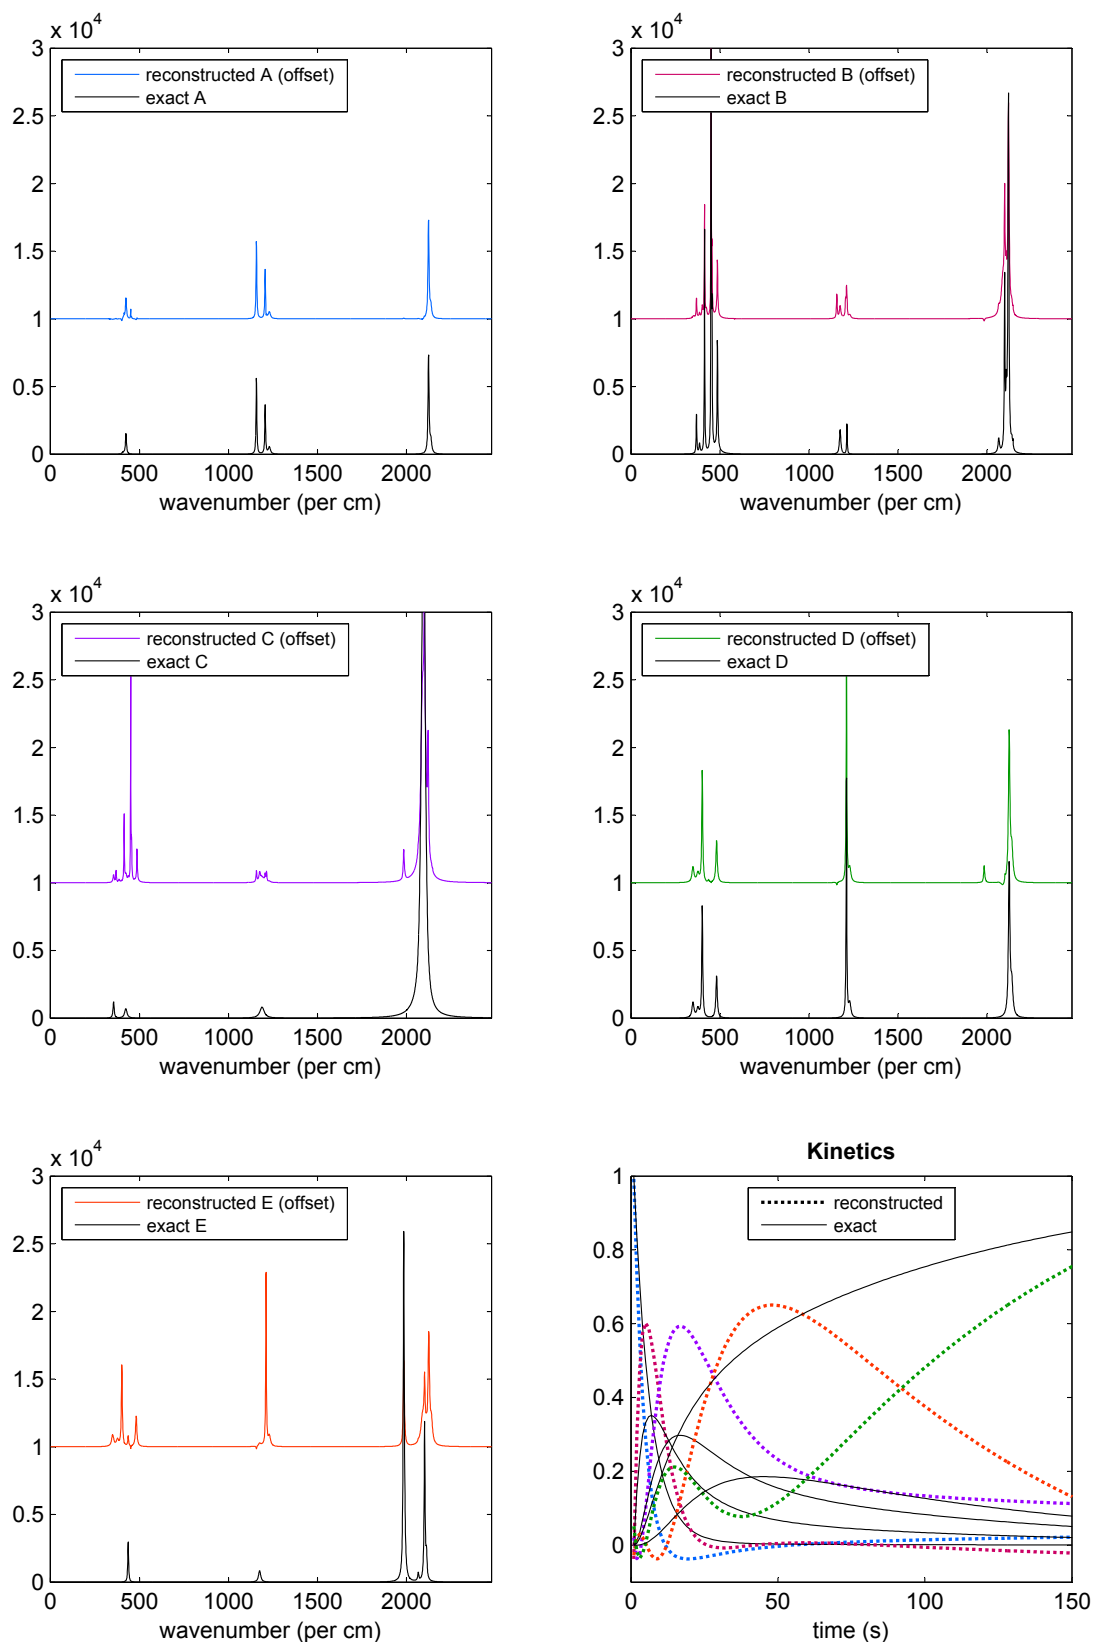 x 10^4
3
2.5
2
1.5
1
0.5
0
0 500 1000 1500 2000
wavenumber (per cm)
reconstructed A (offset)
exact A
x 10^4
3
2.5
2
1.5
1
0.5
0
0 500 1000 1500 2000
wavenumber (per cm)
reconstructed B (offset)
exact B
x 10^4
3
2.5
2
1.5
1
0.5
0
0 500 1000 1500 2000
wavenumber (per cm)
reconstructed C (offset)
exact C
x 10^4
3
2.5
2
1.5
1
0.5
0
0 500 1000 1500 2000
wavenumber (per cm)
reconstructed D (offset)
exact D
x 10^4
3
2.5
2
1.5
1
0.5
0
0 500 1000 1500 2000
wavenumber (per cm)
reconstructed E (offset)
exact E
Kinetics
1
0.8
0.6
0.4
0.2
0
0 50 100 150
time (s)
reconstructed
exact